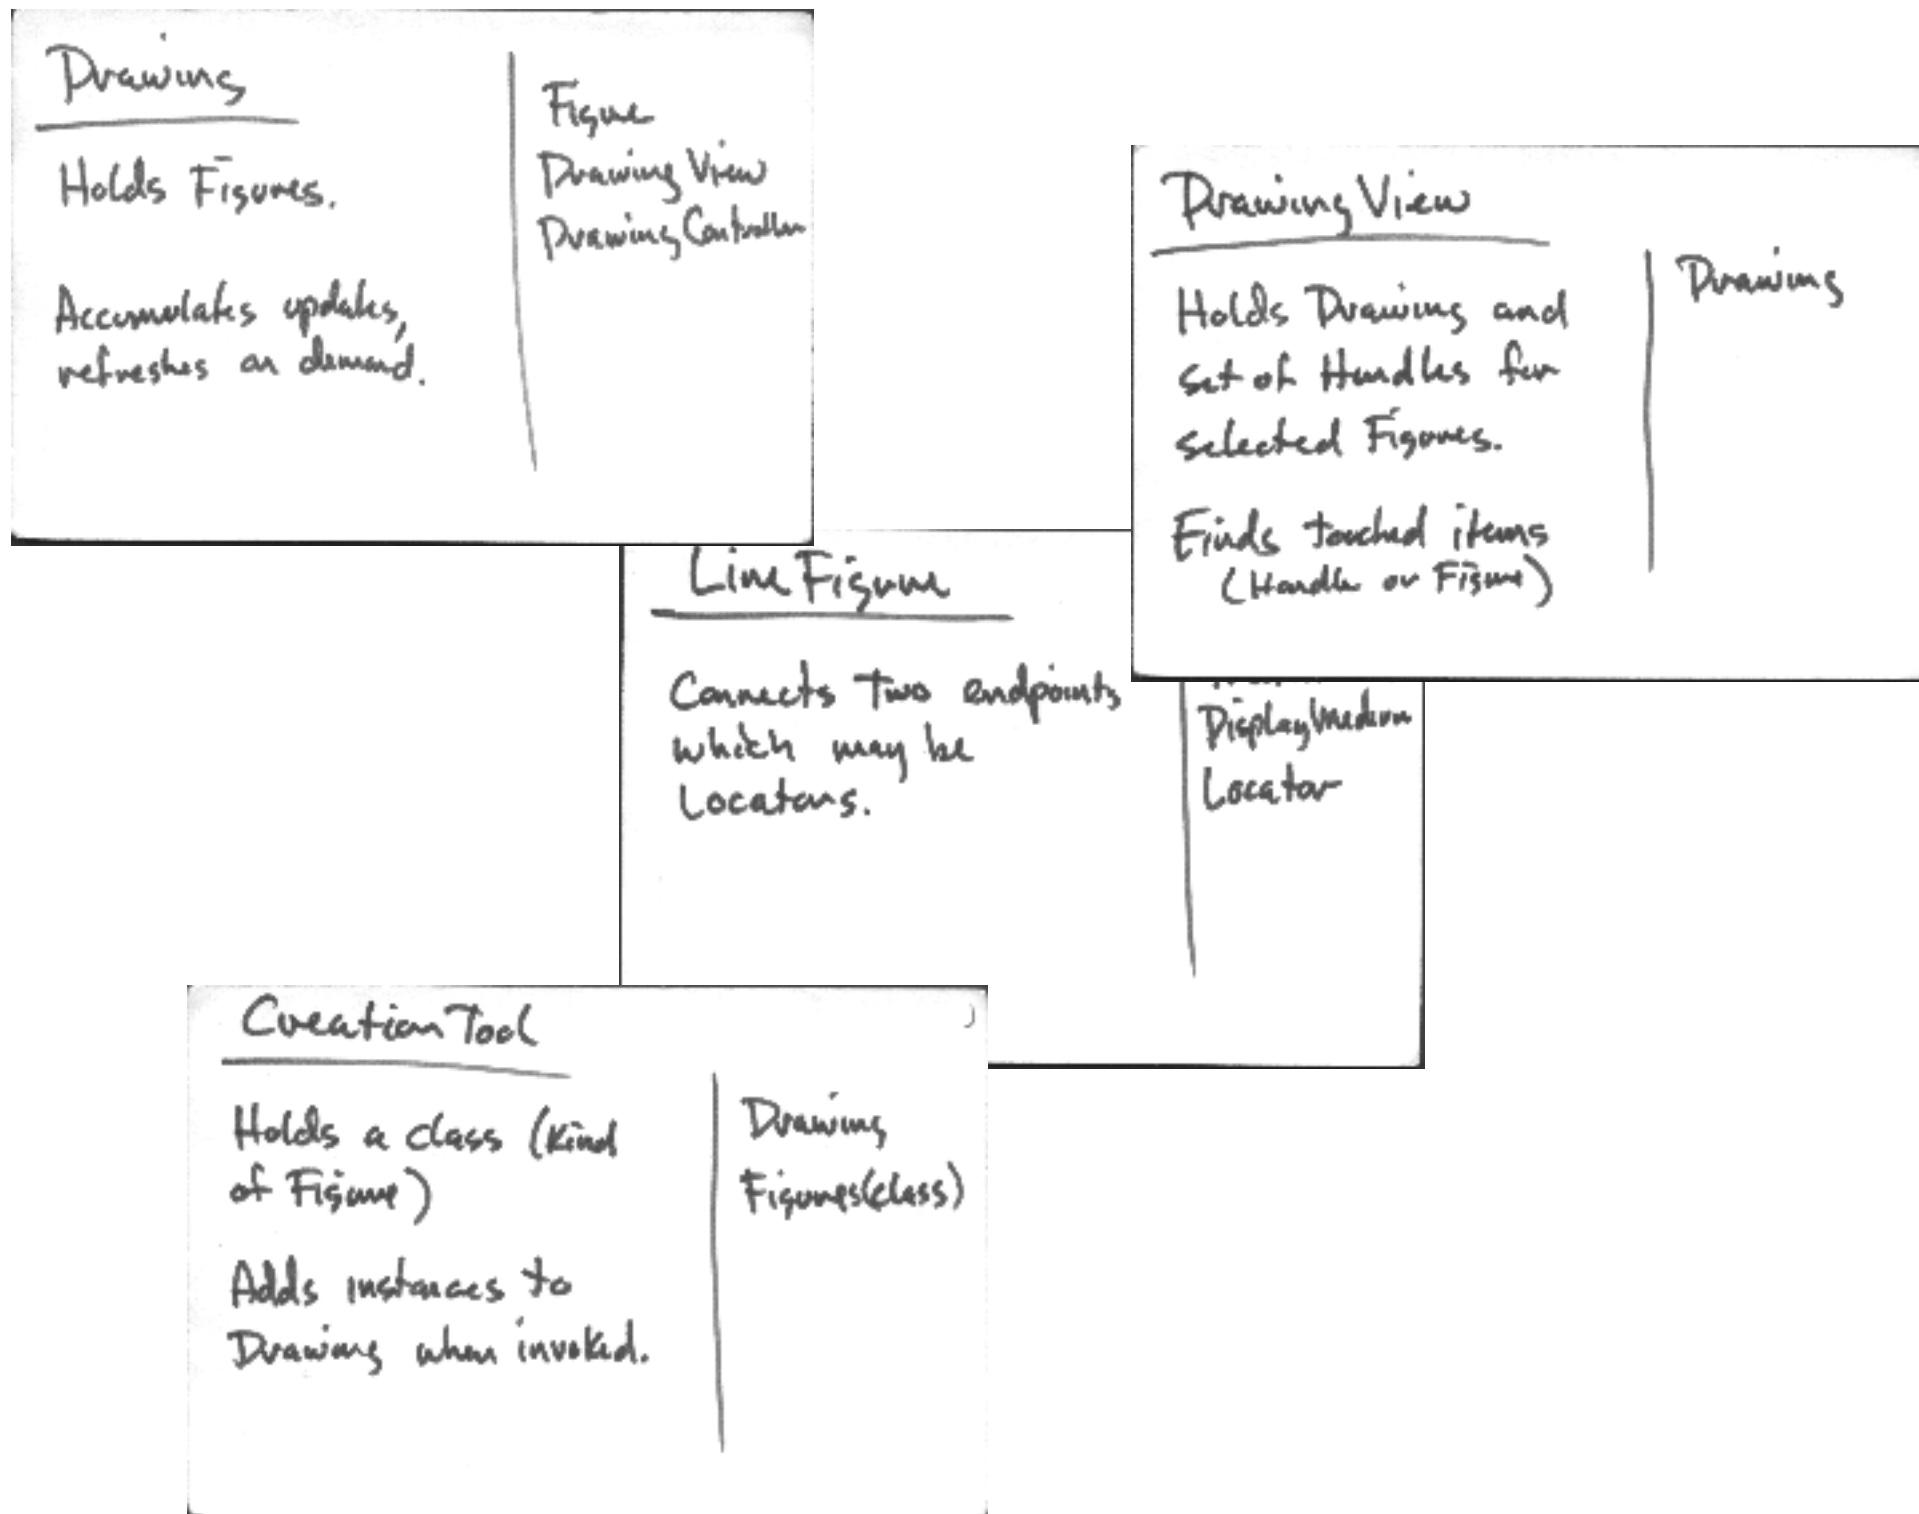 Drawing
Holds Figures.
Accumulates updates,
refreshes on demand.
Figure
Drawing View
Drawing Controller
Drawing View
Holds Drawing and
set of Handles for
selected Figures.
Finds touched items
(Handle or Figure)
Drawing
Line Figure
Connects two endpoints
which may be
Locators.
DisplayMedium
Locator
Creation Tool
Holds a class (kind
of Figure)
Adds instances to
Drawing when invoked.
Drawing
Figures(class)